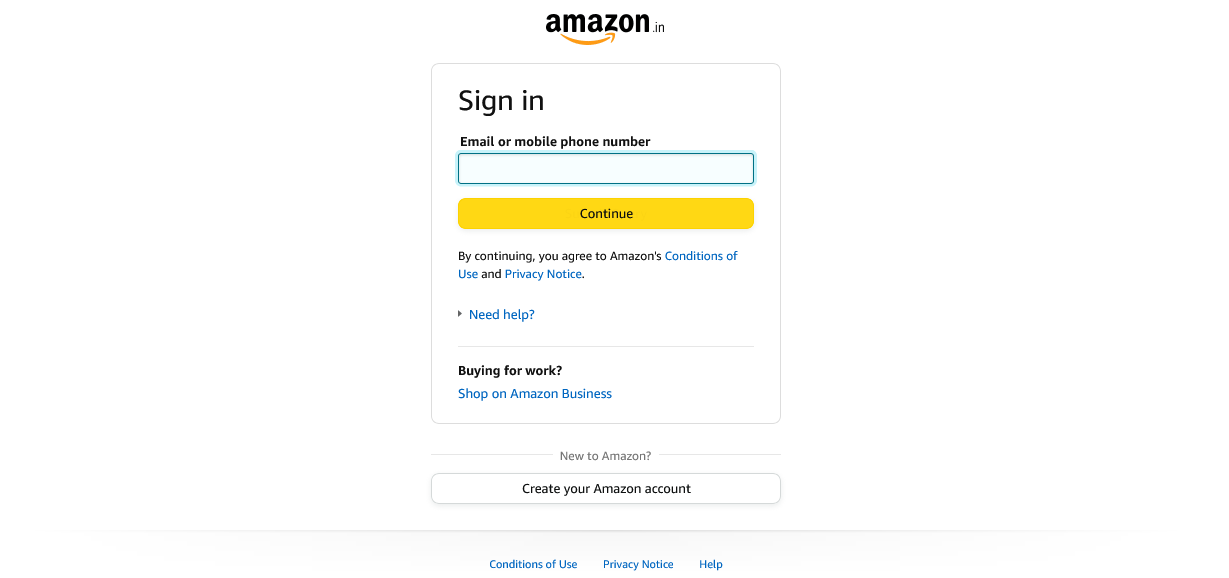 amazon.in
Sign in
Email or mobile phone number
Continue
By continuing, you agree to Amazon's Conditions of
Use and Privacy Notice.
Need help?
Buying for work?
Shop on Amazon Business
New to Amazon?
Create your Amazon account
Conditions of Use Privacy Notice Help